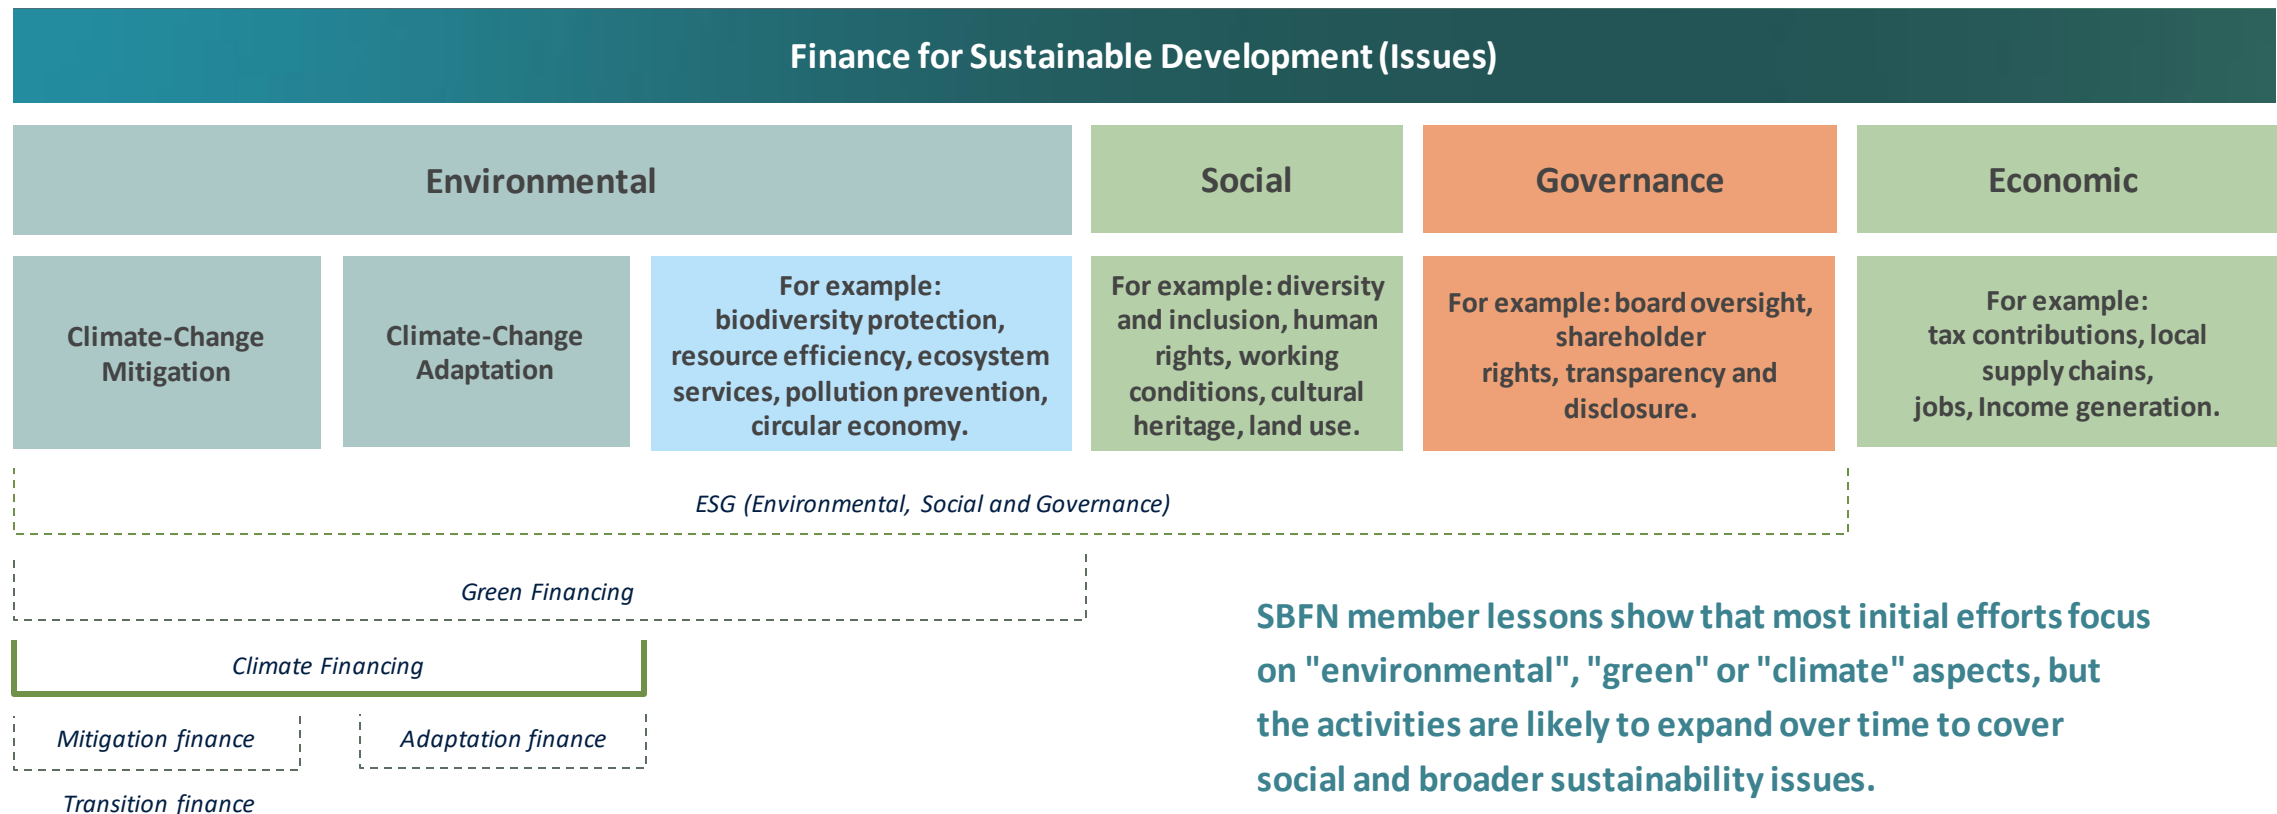 Finance for Sustainable Development (Issues)
Environmental
Social
Governance
Economic
Climate-Change
Mitigation
Climate-Change
Adaptation
For example:
biodiversity protection,
resource efficiency, ecosystem
services, pollution prevention,
circular economy.
For example: diversity
and inclusion, human
rights, working
conditions, cultural
heritage, land use.
For example: board oversight,
shareholder
rights, transparency and
disclosure.
For example:
tax contributions, local
supply chains,
jobs, Income generation.
ESG (Environmental, Social and Governance)
Green Financing
Climate Financing
Mitigation finance
Adaptation finance
Transition finance
SBFN member lessons show that most initial efforts focus
on "environmental", "green" or "climate" aspects, but
the activities are likely to expand over time to cover
social and broader sustainability issues.